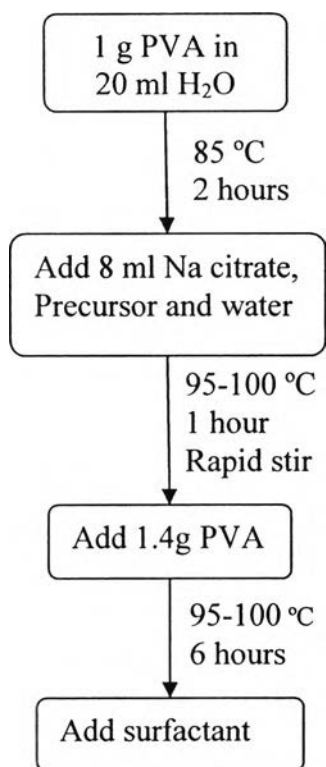 1 g PVA in
20 ml H₂O
85 ºC
2 hours
Add 8 ml Na citrate,
Precursor and water
95-100 ºC
1 hour
Rapid stir
Add 1.4g PVA
95-100 ºC
6 hours
Add surfactant